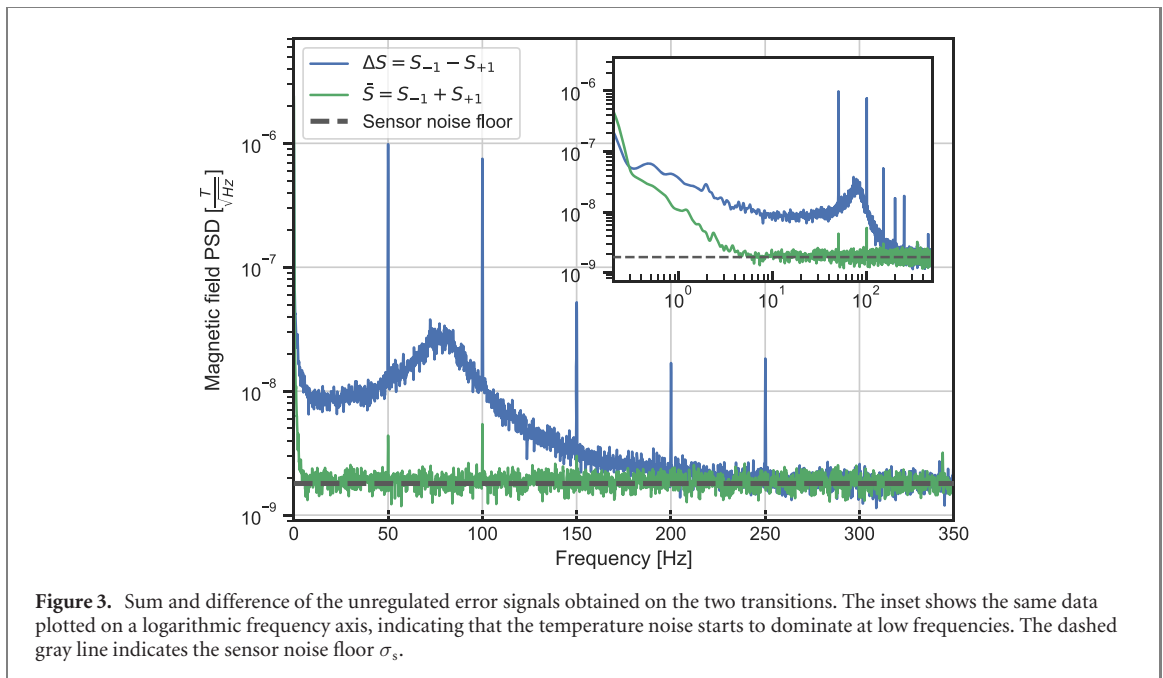 ΔS = S₋₁ − S₊₁
S̄ = S₋₁ + S₊₁
Sensor noise floor
Magnetic field PSD [T/√Hz]
10⁻⁶
10⁻⁷
10⁻⁸
10⁻⁹
0 50 100 150 200 250 300 350
Frequency [Hz]
10⁻⁶
10⁻⁷
10⁻⁸
10⁻⁹
10⁰ 10¹ 10²
Figure 3. Sum and difference of the unregulated error signals obtained on the two transitions. The inset shows the same data
plotted on a logarithmic frequency axis, indicating that the temperature noise starts to dominate at low frequencies. The dashed
gray line indicates the sensor noise floor σₛ.